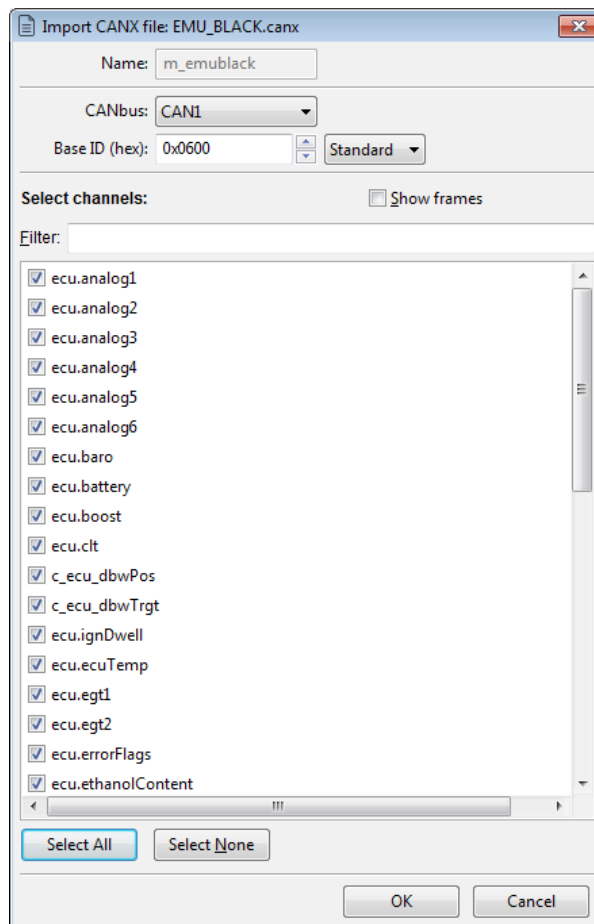 Import CANX file: EMU_BLACK.canx
Name: m_emublack
CANbus: CAN1
Base ID (hex): 0x0600 Standard
Select channels: Show frames
Filter:
ecu.analog1
ecu.analog2
ecu.analog3
ecu.analog4
ecu.analog5
ecu.analog6
ecu.baro
ecu.battery
ecu.boost
ecu.clt
c_ecu_dbwPos
c_ecu_dbwTrgt
ecu.ignDwell
ecu.ecuTemp
ecu.egt1
ecu.egt2
ecu.errorFlags
ecu.ethanolContent
Select All Select None
OK Cancel